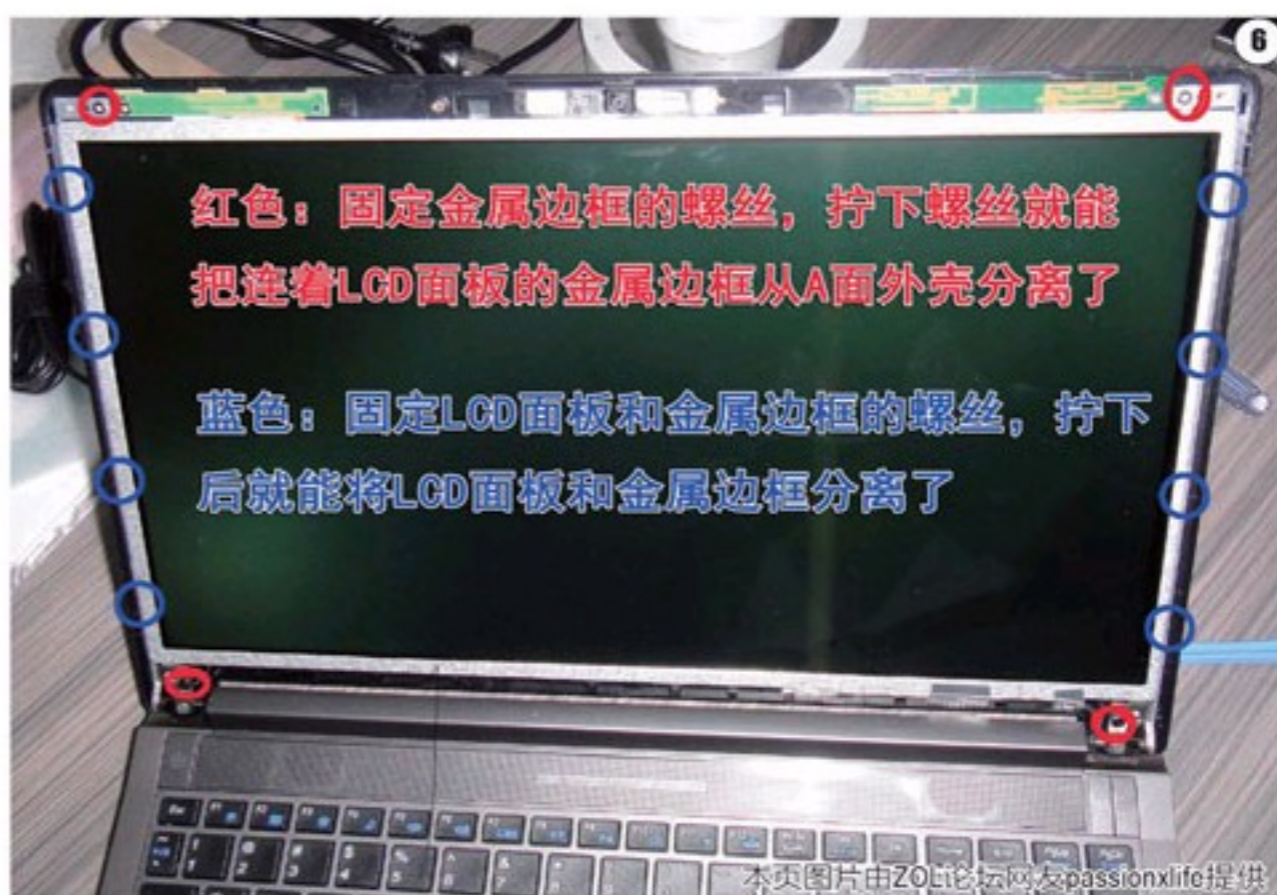 6
红色：固定金属边框的螺丝，拧下螺丝就能
把连着LCD面板的金属边框从A面外壳分离了
蓝色：固定LCD面板和金属边框的螺丝，拧下
后就能将LCD面板和金属边框分离了
本页图片由ZOL论坛网友passionxlife提供